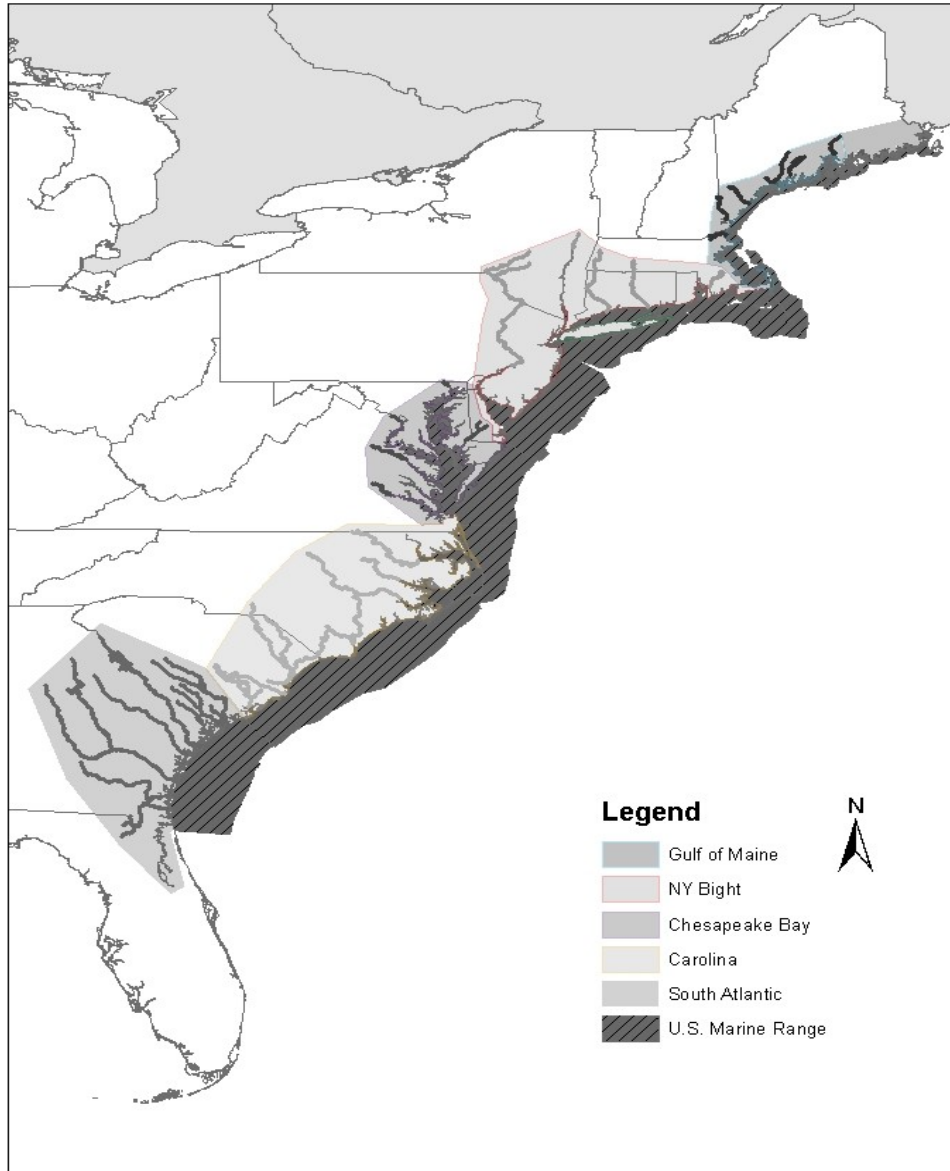 Legend
N
Gulf of Maine
NY Bight
Chesapeake Bay
Carolina
South Atlantic
U.S. Marine Range